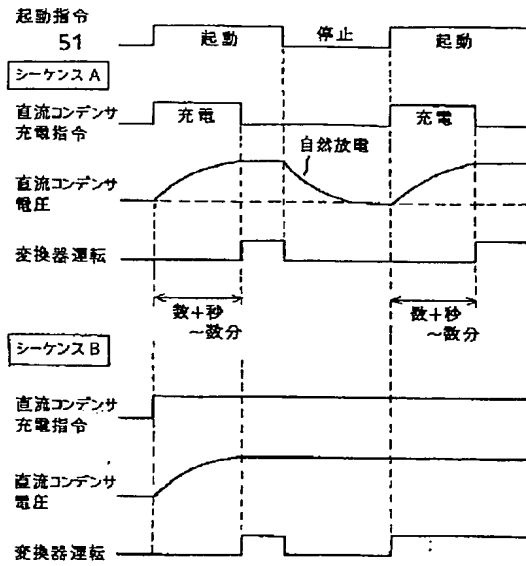 起動指令
51
起動
停止
起動
シーケンス A
直流コンデンサ
充電指令
充電
充電
自然放電
直流コンデンサ
電圧
変換器運転
数+秒
～数分
数+秒
～数分
シーケンス B
直流コンデンサ
充電指令
直流コンデンサ
電圧
変換器運転